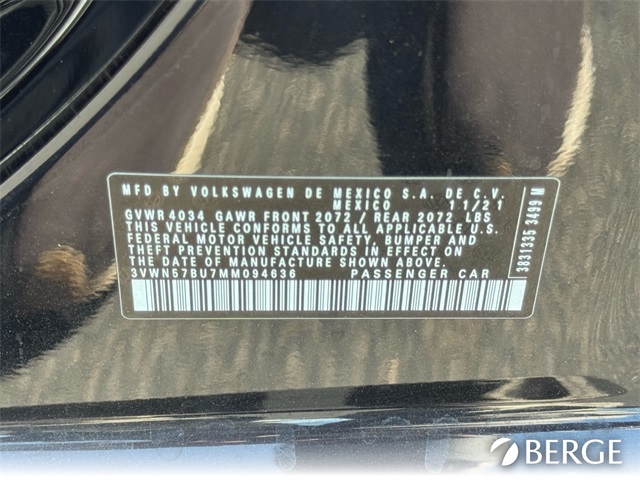 MFD BY VOLKSWAGEN DE MEXICO S.A. DE C.V.
MEXICO 11/21
GVWR 4034 GAWR FRONT 2072 / REAR 2072 LBS
THIS VEHICLE CONFORMS TO ALL APPLICABLE U.S.
FEDERAL MOTOR VEHICLE SAFETY, BUMPER AND
THEFT PREVENTION STANDARDS IN EFFECT ON
DATE OF MANUFACTURE SHOWN ABOVE.
3VWN57BU7MM094636 PASSENGER CAR
3831335 3499 M
BERGE